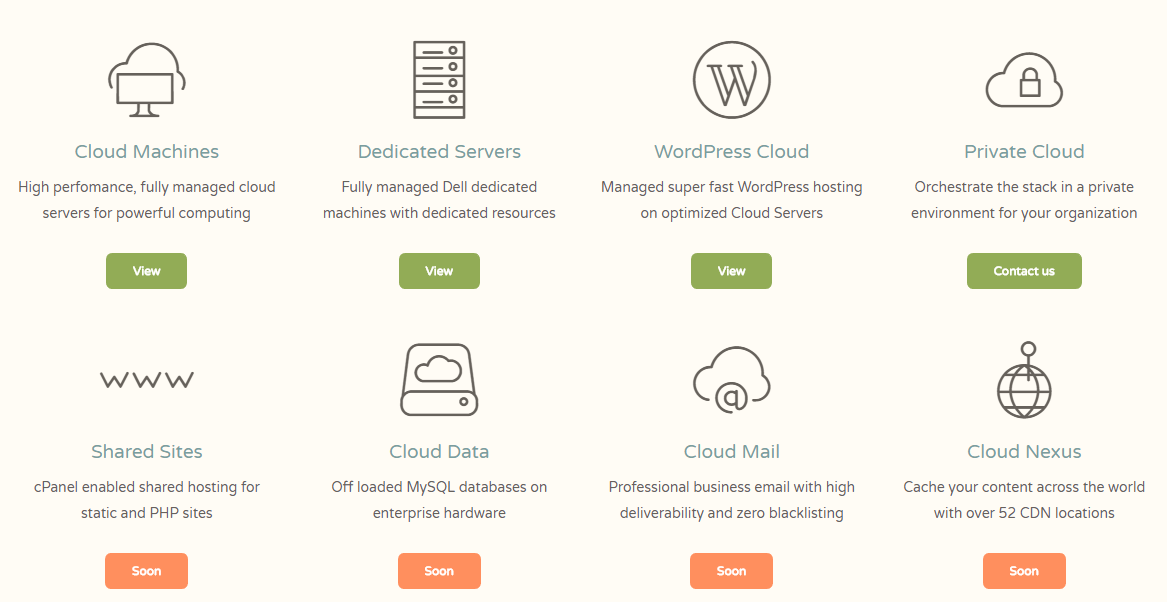 Cloud Machines
High perfomance, fully managed cloud
servers for powerful computing
View
Dedicated Servers
Fully managed Dell dedicated
machines with dedicated resources
View
W
WordPress Cloud
Managed super fast WordPress hosting
on optimized Cloud Servers
View
Private Cloud
Orchestrate the stack in a private
environment for your organization
Contact us
www
Shared Sites
cPanel enabled shared hosting for
static and PHP sites
Soon
Cloud Data
Off loaded MySQL databases on
enterprise hardware
Soon
@
Cloud Mail
Professional business email with high
deliverability and zero blacklisting
Soon
Cloud Nexus
Cache your content across the world
with over 52 CDN locations
Soon